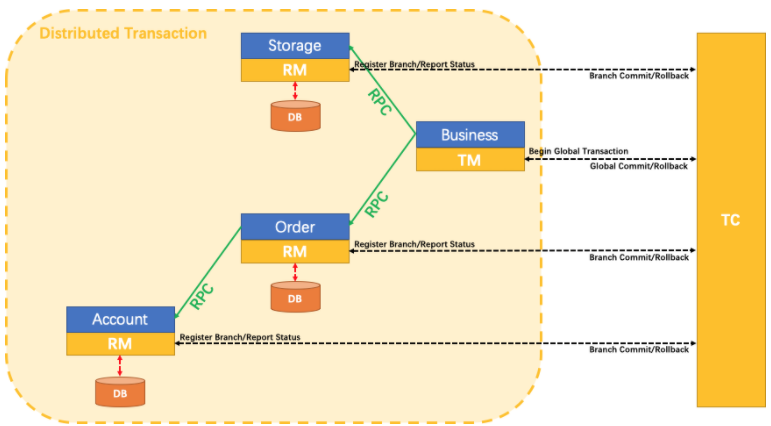 Distributed Transaction
Storage
RM
Register Branch/Report Status
Branch Commit/Rollback
DB
RPC
Business
TM
Begin Global Transaction
Global Commit/Rollback
TC
RPC
Order
RM
Register Branch/Report Status
Branch Commit/Rollback
DB
RPC
Account
RM
Register Branch/Report Status
Branch Commit/Rollback
DB